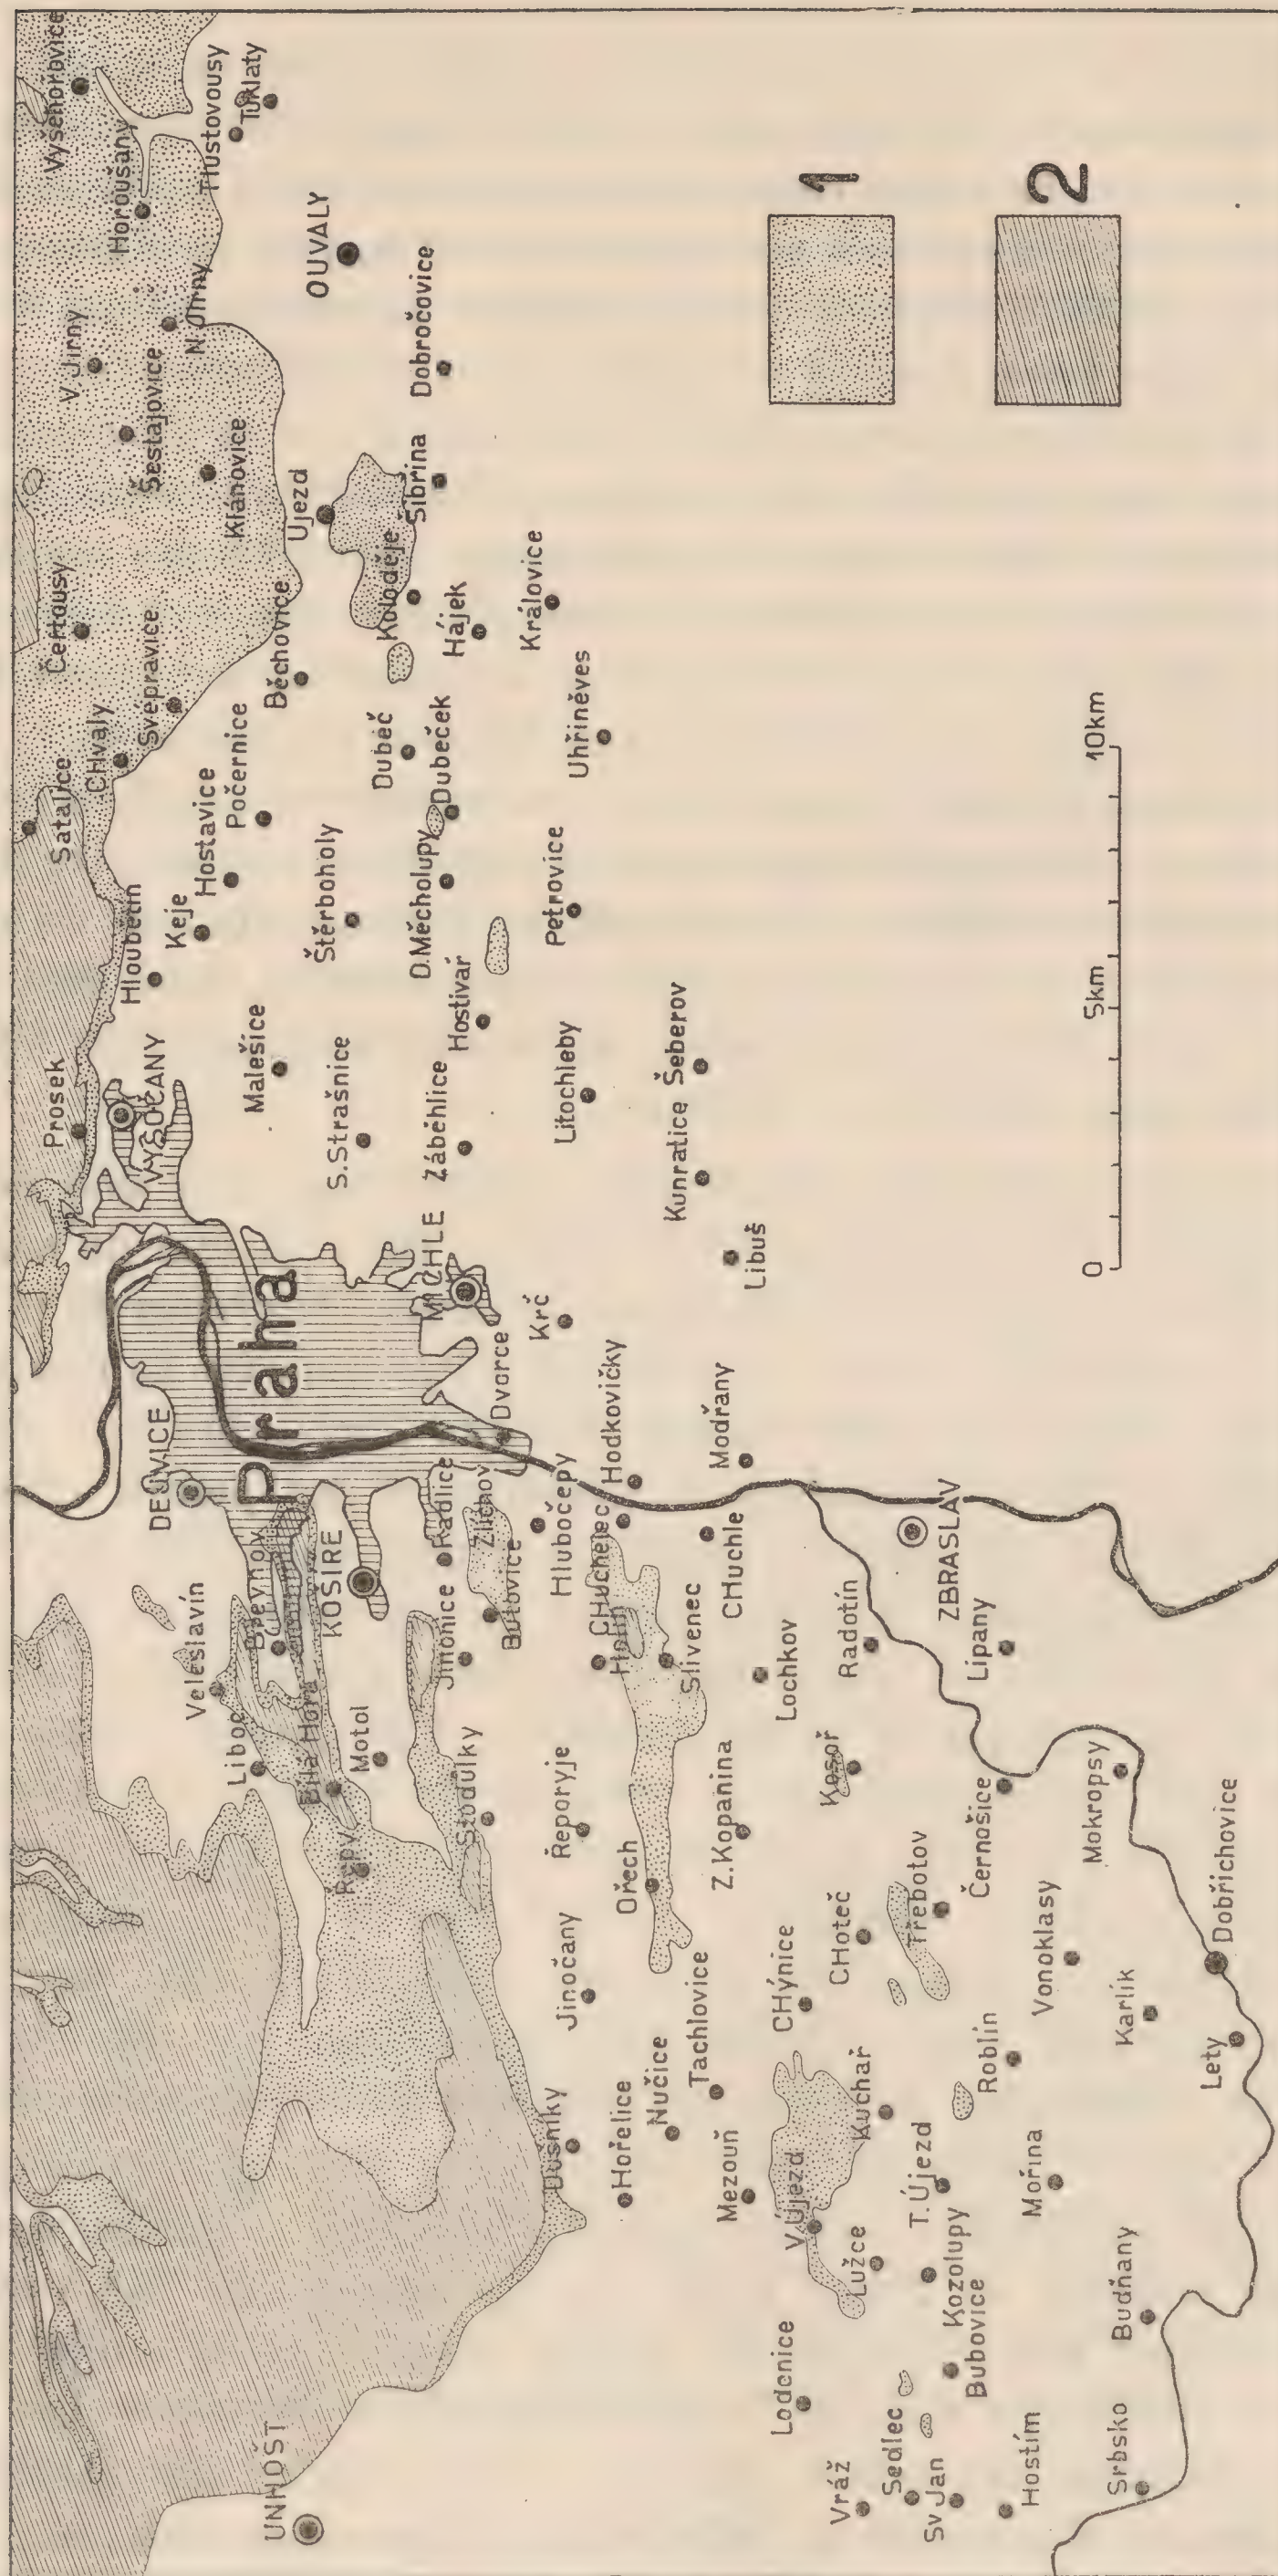 Vyšehořovice
Tlustovousy
Tuklaty
Horoušany
OUVALY
V Jirny
N Jirny
Dobročovice
Šestajovice
Klánovice
Újezd
Sibřina
Čertousy
Koloděje
Hájek
Královice
Svépravice
Běchovice
Chvaly
Satalice
Počernice
Hostavice
Dubeč
Dubeček
Uhříněves
Hloubětín
Keje
Štěrboholy
D.Měcholupy
Petrovice
Hostivař
Prosek
VYSOČANY
Malešice
S.Strašnice
Záběhlice
Litochleby
Šeberov
Kunratice
Libuš
Praha
MICHLE
Krč
Dvorce
Hodkovičky
Modřany
DEJVICE
Břevnov
KOŠIŘE
Radlice
Zlíchov
Hlubočepy
CHuchelec
CHuchle
ZBRASLAV
Veleslavín
Liboc
Bílá Hora
Motol
Jinonice
Butovice
Holín
Slivenec
Lochkov
Radotín
Lipany
Řepy
Stodůlky
Řeporyje
Ořech
Z.Kopanina
Kosoř
Černošice
Mokropsy
Jinočany
Tachlovice
CHýnice
CHoteč
Třebotov
Vonoklasy
Dobřichovice
Dušníky
Hořelice
Nučice
Mezouň
Kuchař
Roblín
Karlík
Lety
V.Újezd
T.Újezd
Mořina
Lužce
Kozolupy
Bubovice
Budňany
UNHOŠŤ
Lodenice
Vráž
Sedlec
Sv Jan
Hostím
Srbsko
1
2
0
5km
10km